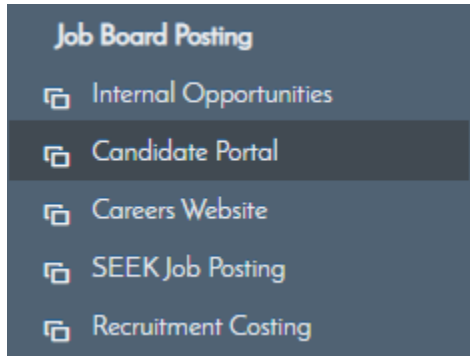 Job Board Posting
Internal Opportunities
Candidate Portal
Careers Website
SEEK Job Posting
Recruitment Costing